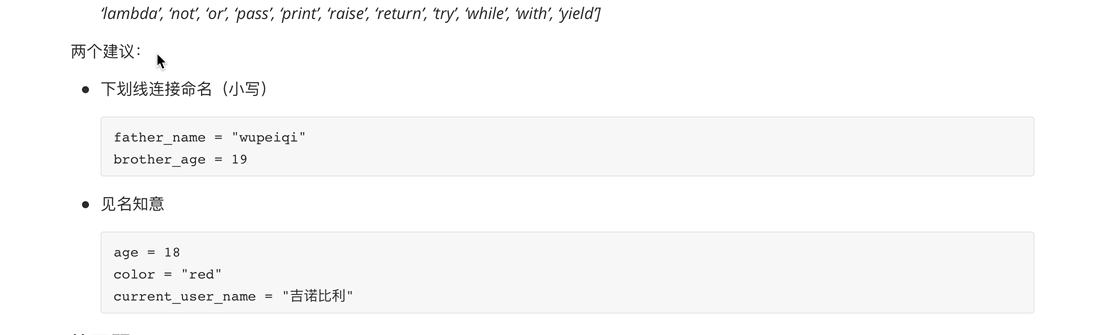 ‘lambda’, ‘not’, ‘or’, ‘pass’, ‘print’, ‘raise’, ‘return’, ‘try’, ‘while’, ‘with’, ‘yield’]
两个建议：
下划线连接命名（小写）
father_name = "wupeiqi"
brother_age = 19
见名知意
age = 18
color = "red"
current_user_name = "吉诺比利"